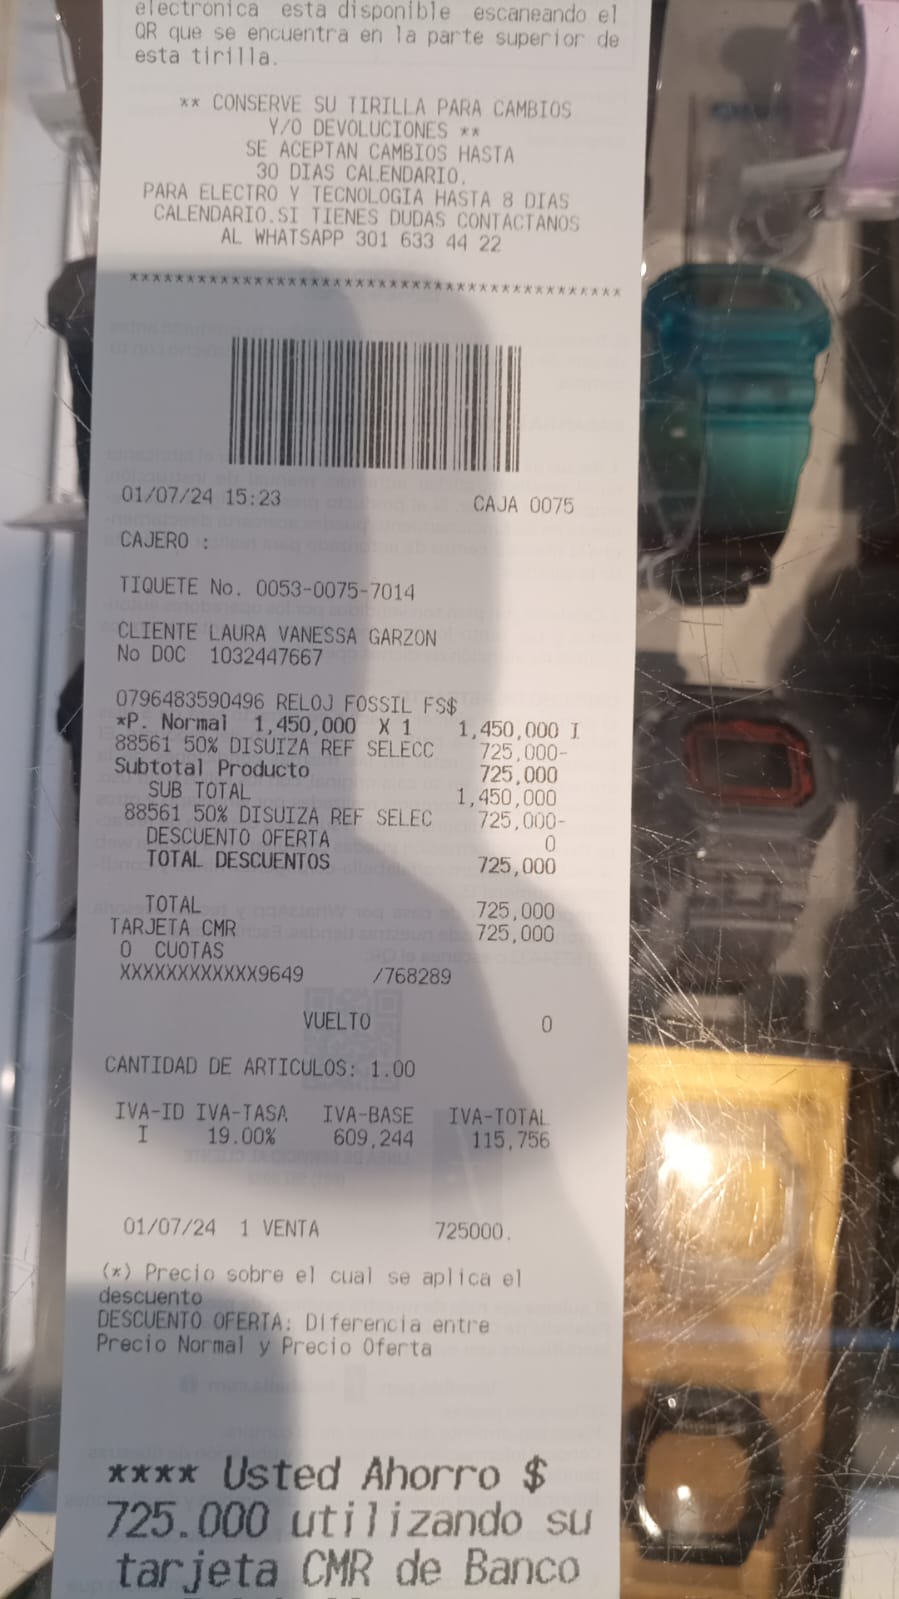 electronica esta disponible escaneando el
QR que se encuentra en la parte superior de
esta tirilla.
** CONSERVE SU TIRILLA PARA CAMBIOS
Y/O DEVOLUCIONES **
SE ACEPTAN CAMBIOS HASTA
30 DIAS CALENDARIO.
PARA ELECTRO Y TECNOLOGIA HASTA 8 DIAS
CALENDARIO.SI TIENES DUDAS CONTACTANOS
AL WHATSAPP 301 633 44 22
*******************************************
01/07/24 15:23 CAJA 0075
CAJERO :
TIQUETE No. 0053-0075-7014
CLIENTE LAURA VANESSA GARZON
No DOC 1032447667
0796483590496 RELOJ FOSSIL FS$
*P. Normal 1,450,000 X 1 1,450,000 I
88561 50% DISUIZA REF SELECC 725,000-
Subtotal Producto 725,000
SUB TOTAL 1,450,000
88561 50% DISUIZA REF SELEC 725,000-
DESCUENTO OFERTA 0
TOTAL DESCUENTOS 725,000
TOTAL 725,000
TARJETA CMR 725,000
0 CUOTAS
XXXXXXXXXXXX9649 /768289
VUELTO 0
CANTIDAD DE ARTICULOS: 1.00
IVA-ID IVA-TASA IVA-BASE IVA-TOTAL
I 19.00% 609,244 115,756
01/07/24 1 VENTA 725000.
(*) Precio sobre el cual se aplica el
descuento
DESCUENTO OFERTA: Diferencia entre
Precio Normal y Precio Oferta
**** Usted Ahorro $
725.000 utilizando su
tarjeta CMR de Banco